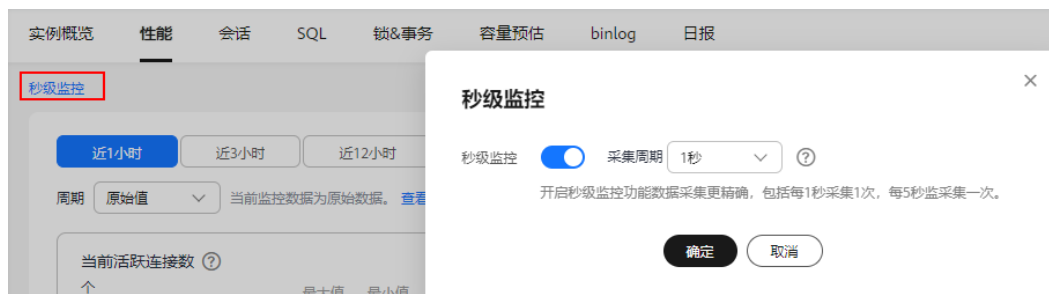 实例概览 性能 会话 SQL 锁&事务 容量预估 binlog 日报
秒级监控
秒级监控
近1小时 近3小时 近12小时
秒级监控 采集周期 1秒
周期 原始值 当前监控数据为原始数据。 查看
开启秒级监控功能数据采集更精确，包括每1秒采集1次，每5秒监采集一次。
确定 取消
当前活跃连接数
个
最大值 最小值